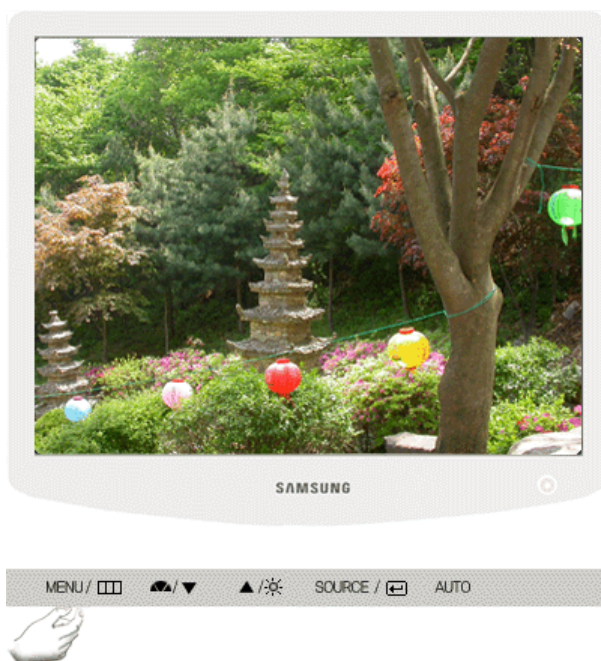 SAMSUNG
MENU / ▥ ◠/▼ ▲/☼ SOURCE / ↵ AUTO